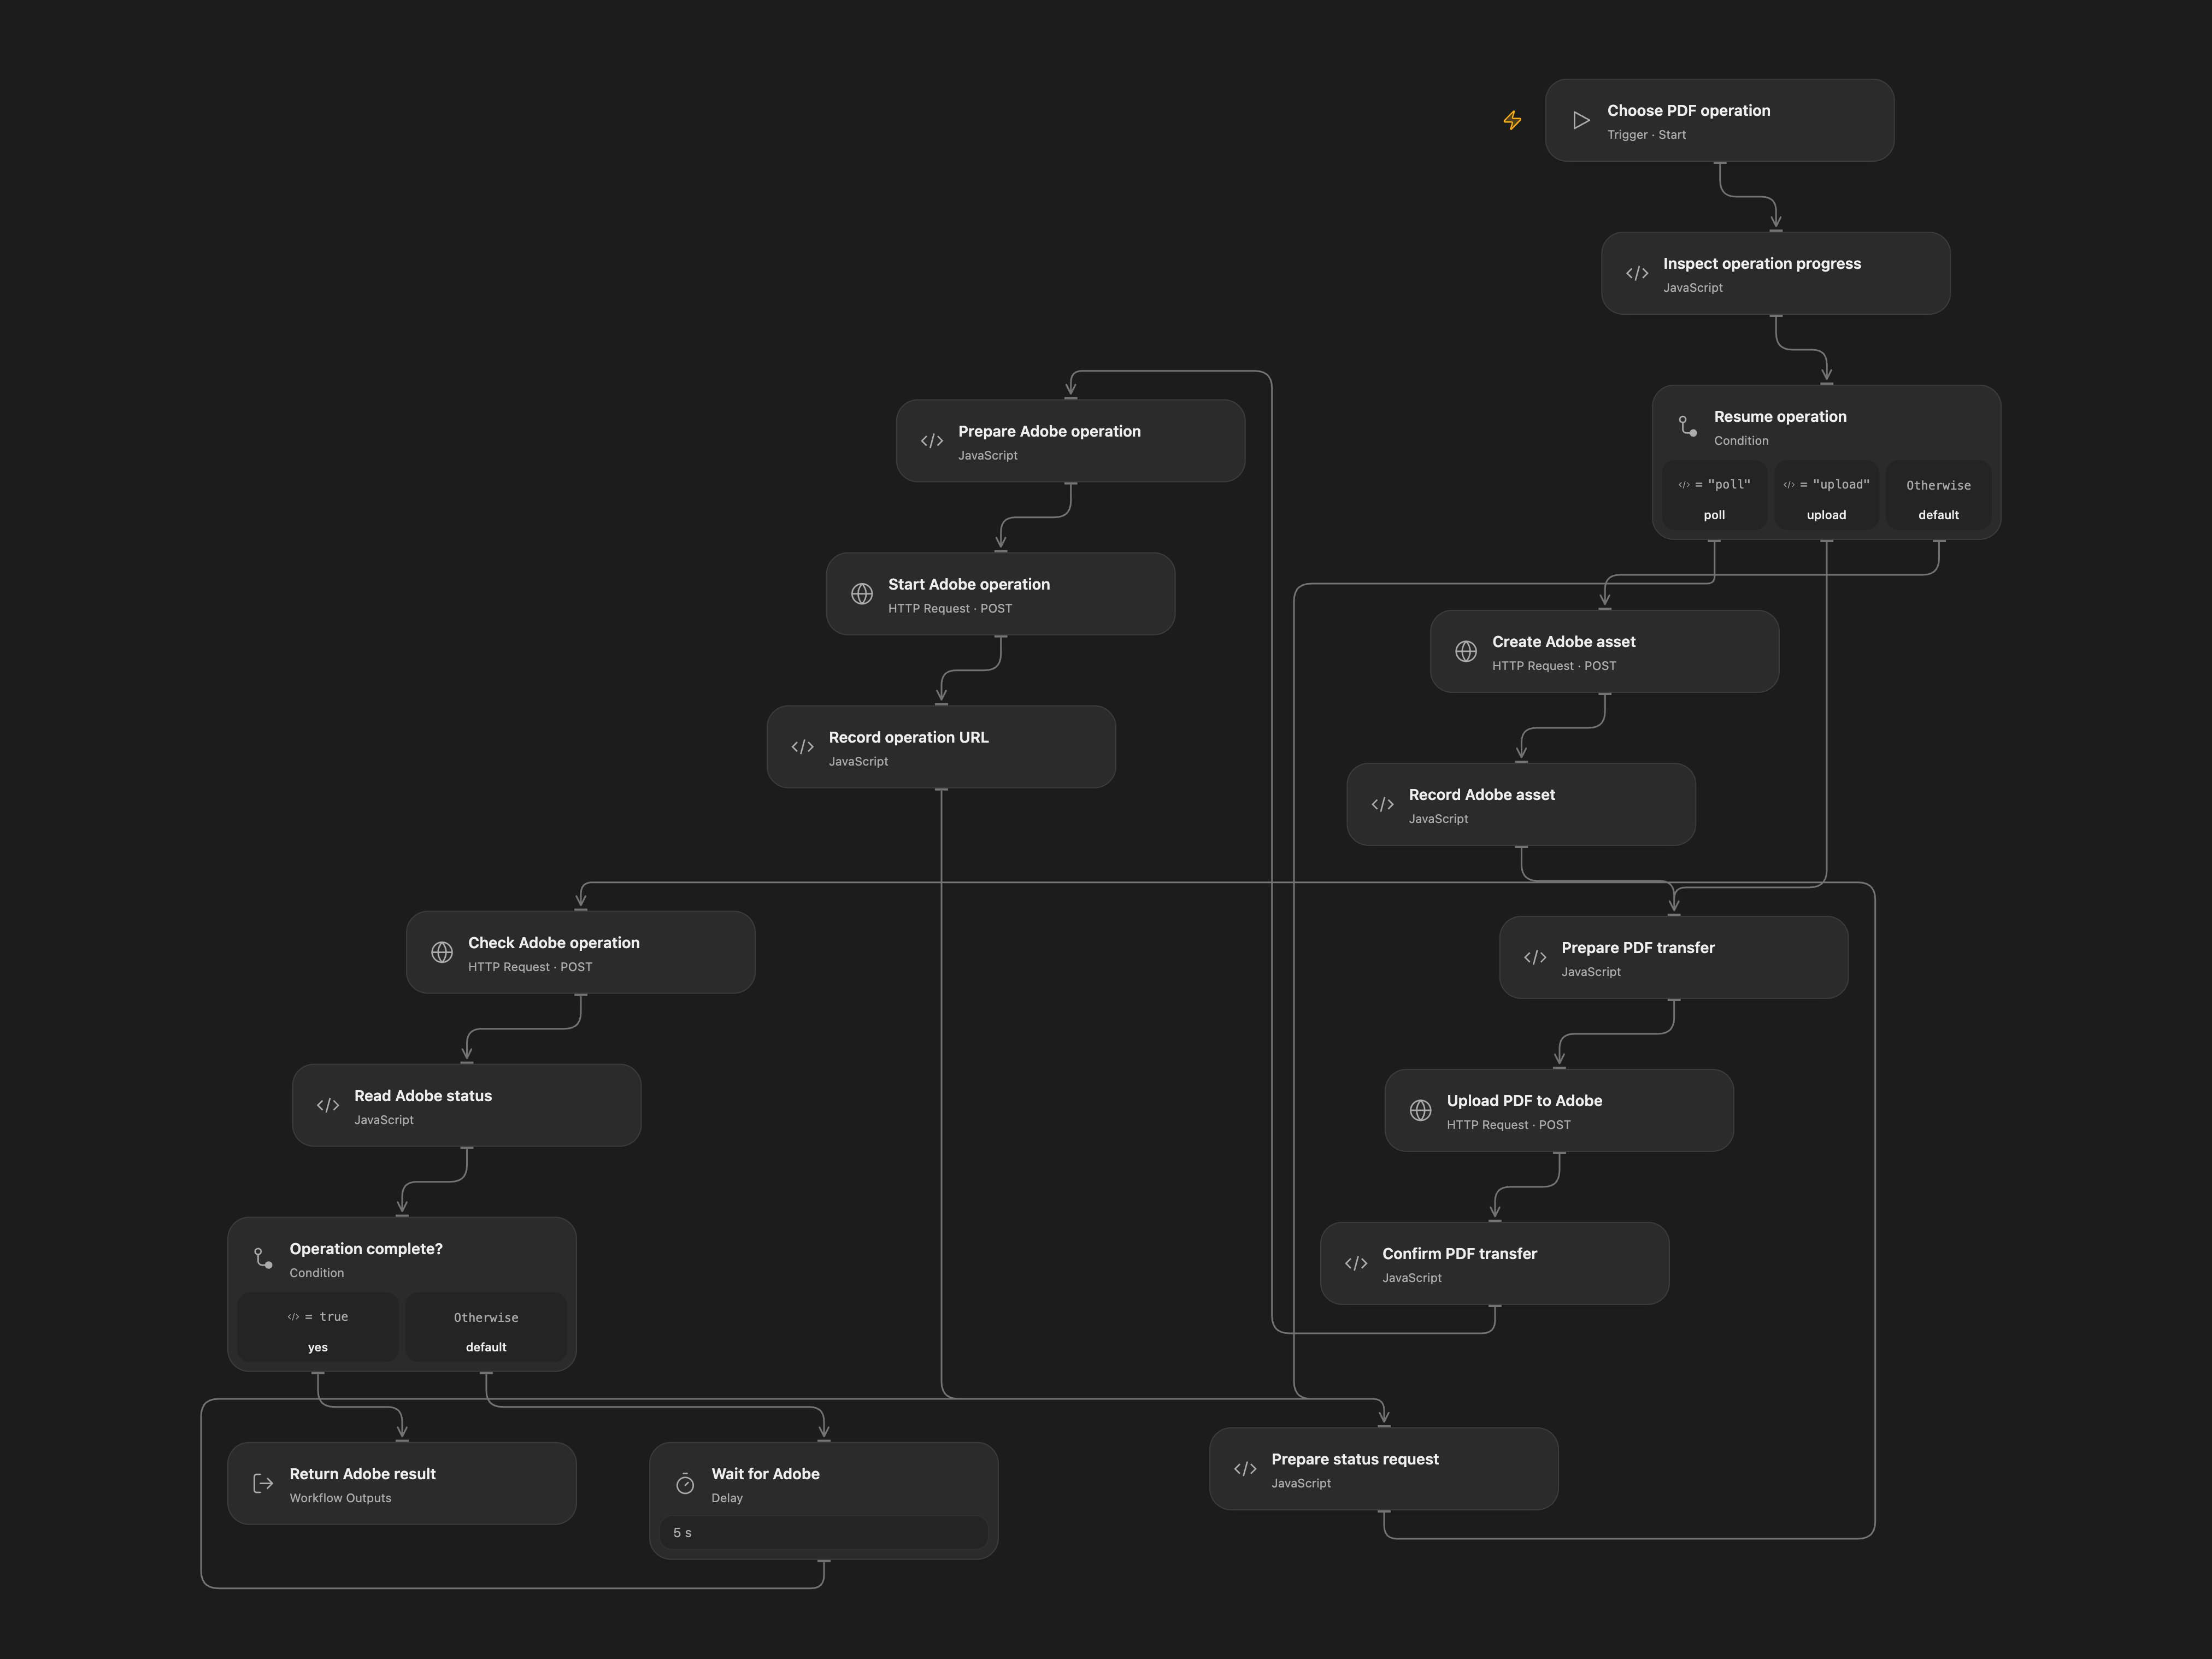 Choose PDF operation
Trigger · Start
Inspect operation progress
JavaScript
Resume operation
Condition
</> = "poll"
poll
</> = "upload"
upload
Otherwise
default
Prepare Adobe operation
JavaScript
Start Adobe operation
HTTP Request · POST
Record operation URL
JavaScript
Create Adobe asset
HTTP Request · POST
Record Adobe asset
JavaScript
Prepare PDF transfer
JavaScript
Upload PDF to Adobe
HTTP Request · POST
Confirm PDF transfer
JavaScript
Check Adobe operation
HTTP Request · POST
Read Adobe status
JavaScript
Operation complete?
Condition
</> = true
yes
Otherwise
default
Return Adobe result
Workflow Outputs
Wait for Adobe
Delay
5 s
Prepare status request
JavaScript